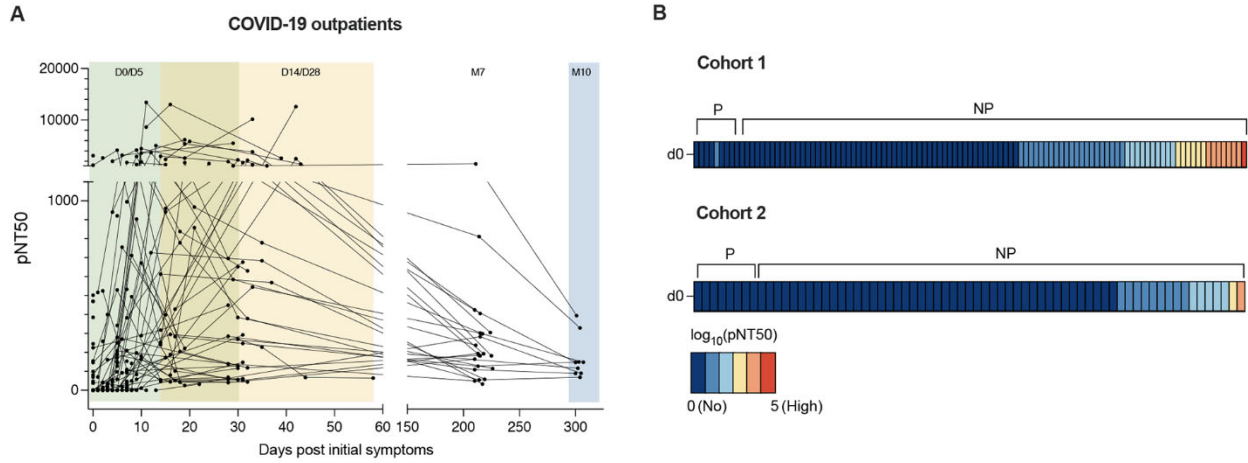 A
COVID-19 outpatients
20000
10000
1000
0
pNT50
D0/D5
D14/D28
M7
M10
0 10 20 30 40 50 60 150 200 250 300
Days post initial symptoms
B
Cohort 1
P NP
d0
Cohort 2
P NP
d0
log10(pNT50)
0 (No) 5 (High)